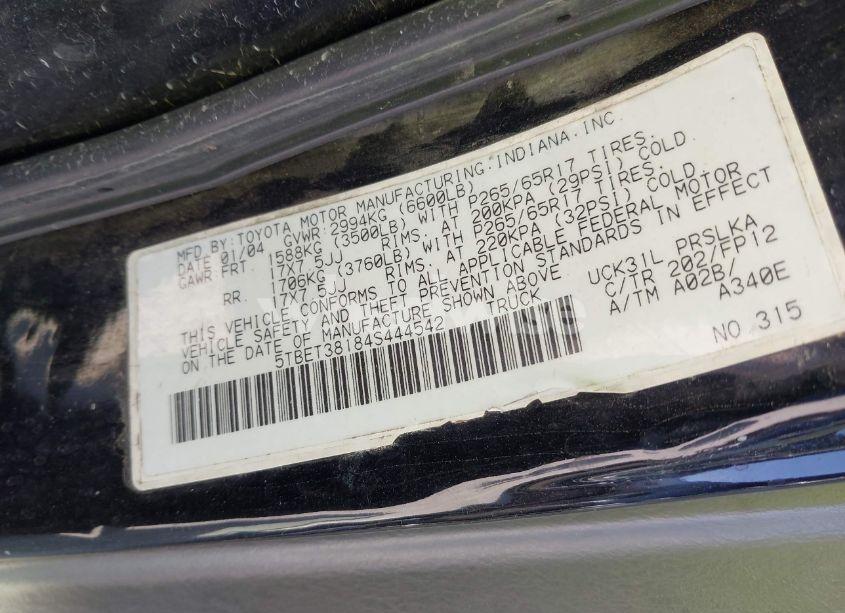 MFD BY:TOYOTA MOTOR MANUFACTURING.INDIANA.INC.
DATE 01/04 GVWR:2994KG (6600LB)
GAWR:FRT. 1588KG (3500LB) WITH P265/65R17 TIRES.
17X7.5JJ RIMS, AT 200KPA (29PSI) COLD
RR. 1706KG (3760LB) WITH P265/65R17 TIRES.
17X7.5JJ RIMS, AT 220KPA (32PSI) COLD.
THIS VEHICLE CONFORMS TO ALL APPLICABLE FEDERAL MOTOR
VEHICLE SAFETY AND THEFT PREVENTION STANDARDS IN EFFECT
ON THE DATE OF MANUFACTURE SHOWN ABOVE
5TBET38184S444542 TRUCK
UCK31L PRSLKA
C/TR 202/FP12
A/TM A02B/
A340E
NO 315